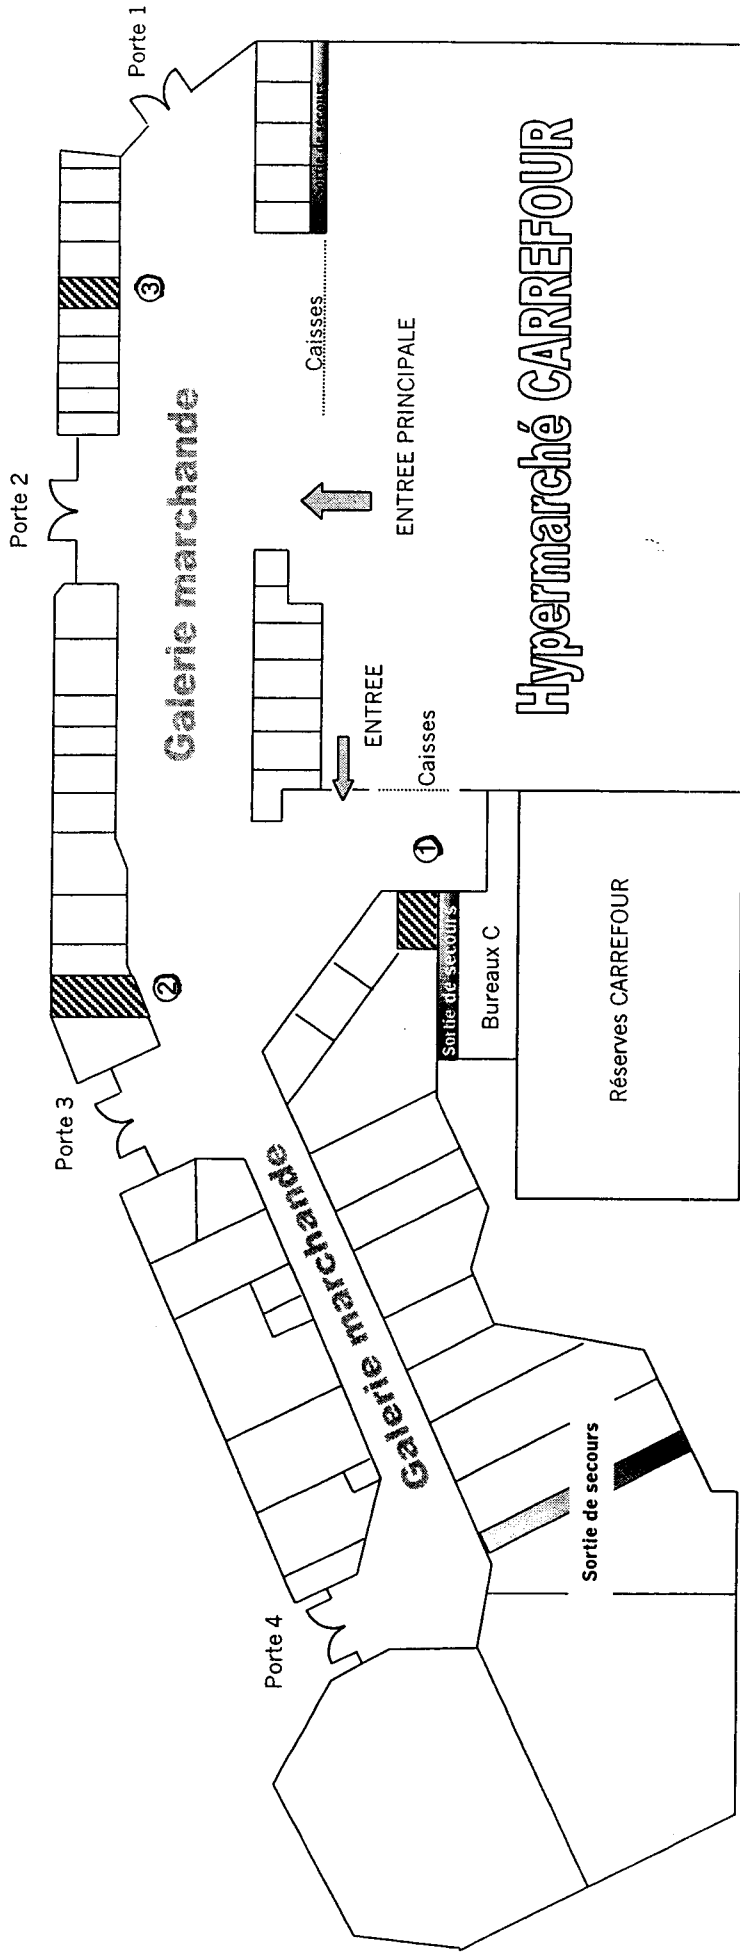 Porte 1
Porte 2
Porte 3
Porte 4
③
②
①
Galerie marchande
Galerie marchande
Sortie de secours
Caisses
ENTREE PRINCIPALE
ENTREE
Caisses
Hypermarché CARREFOUR
Sortie de secours
Bureaux C
Réserves CARREFOUR
Sortie de secours